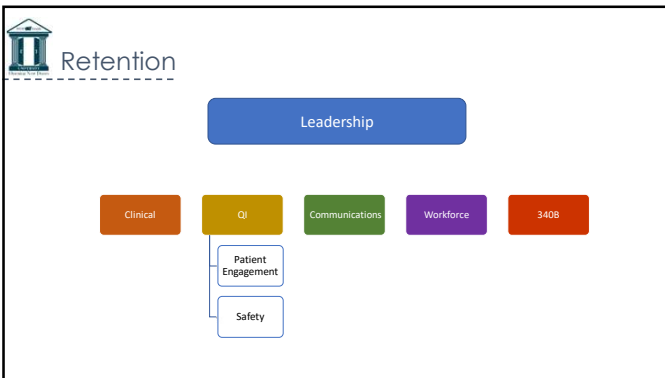 Retention
Leadership
Clinical
QI
Communications
Workforce
340B
Patient
Engagement
Safety